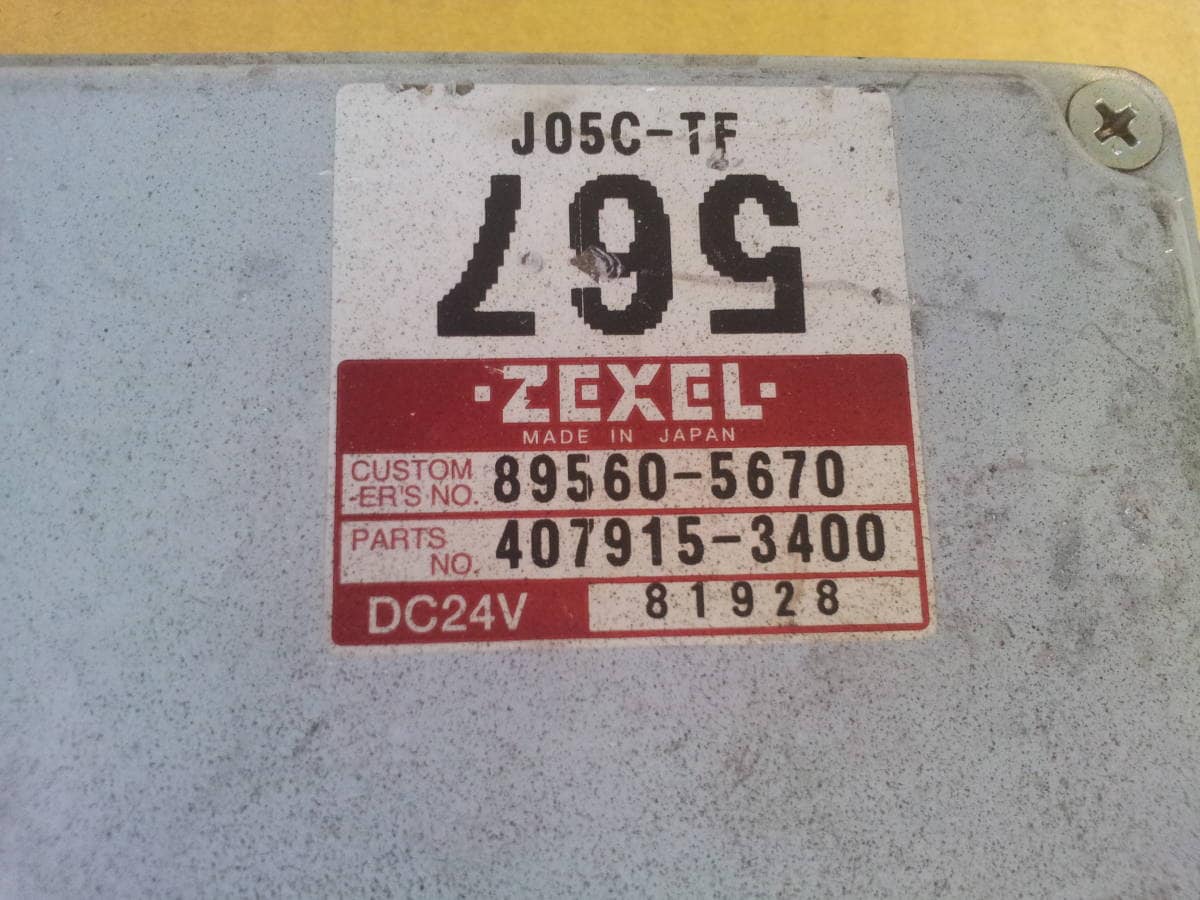 J05C-TF
567
·ZEXEL·
MADE IN JAPAN
CUSTOM
-ER'S NO. 89560-5670
PARTS
NO. 407915-3400
DC24V 81928